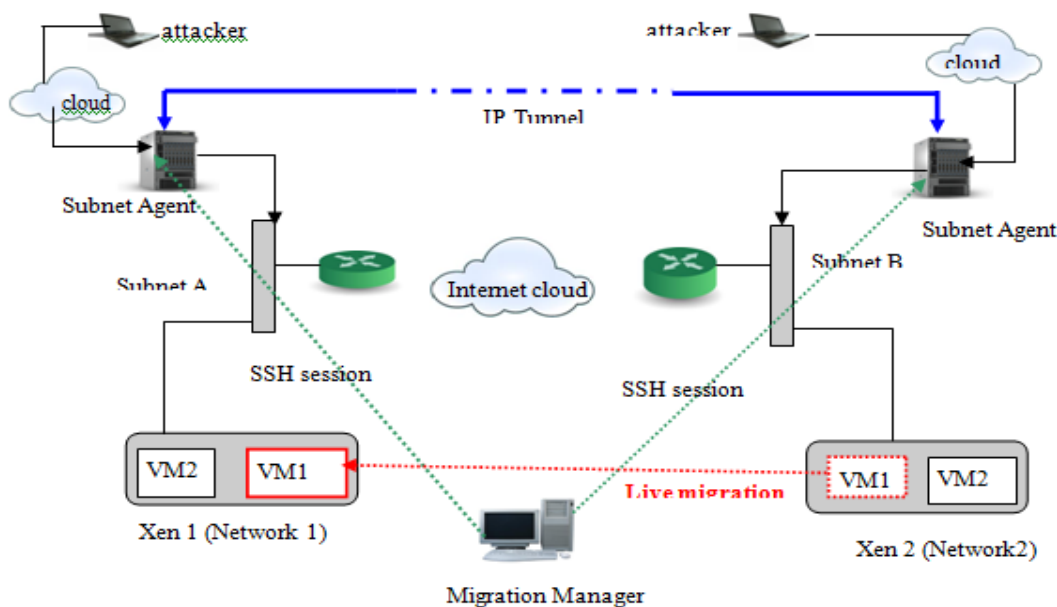 attacker
attacker
cloud
cloud
IP Tunnel
Subnet Agent
Subnet Agent
Subnet A
Subnet B
Internet cloud
SSH session
SSH session
VM2
VM1
Live migration
VM1
VM2
Xen 1 (Network 1)
Xen 2 (Network2)
Migration Manager